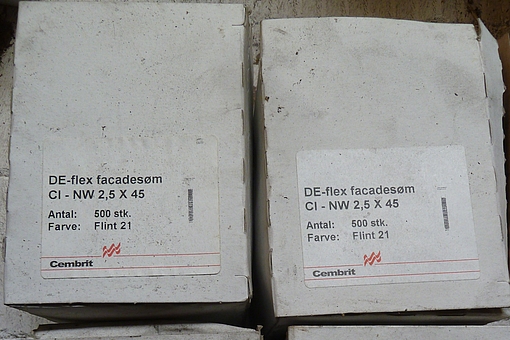 DE-flex facadesøm
CI - NW 2,5 X 45
Antal: 500 stk.
Farve: Flint 21
Cembrit
DE-flex facadesøm
CI - NW 2,5 X 45
Antal: 500 stk.
Farve: Flint 21
Cembrit